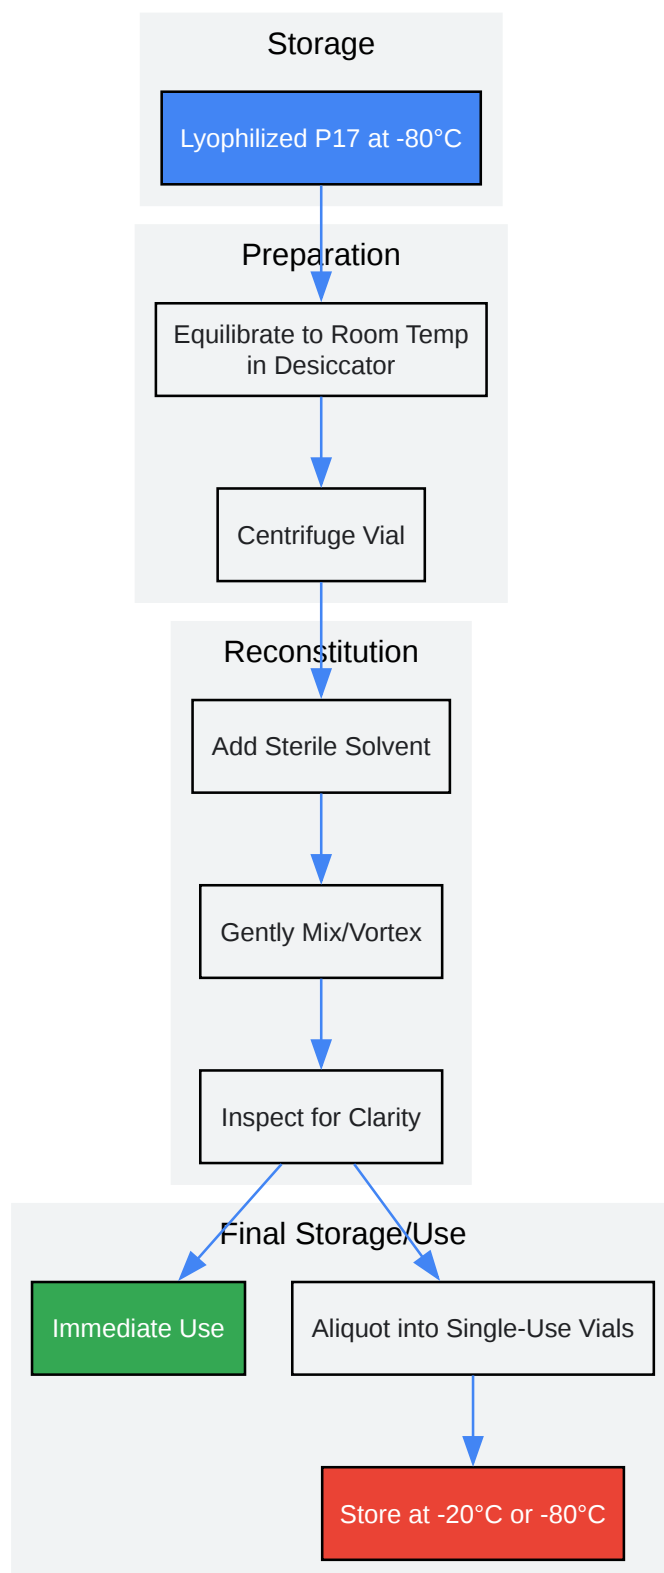 Storage
Lyophilized P17 at -80°C
Preparation
Equilibrate to Room Temp
in Desiccator
Centrifuge Vial
Reconstitution
Add Sterile Solvent
Gently Mix/Vortex
Inspect for Clarity
Final Storage/Use
Immediate Use
Aliquot into Single-Use Vials
Store at -20°C or -80°C